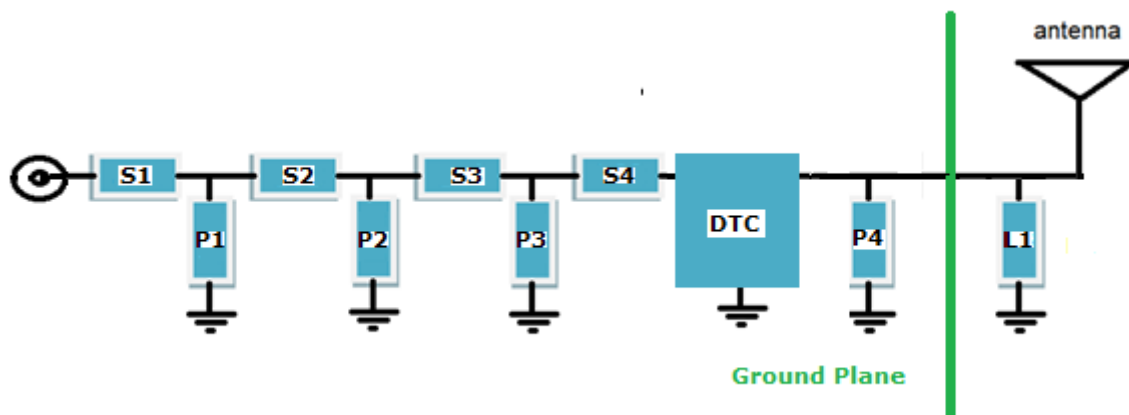 antenna
S1
S2
S3
S4
P1
P2
P3
DTC
P4
L1
Ground Plane